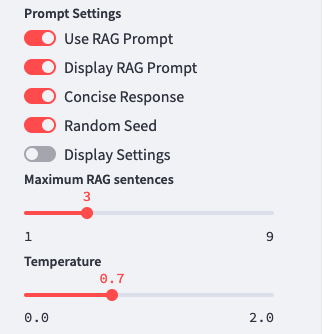 Prompt Settings
Use RAG Prompt
Display RAG Prompt
Concise Response
Random Seed
Display Settings
Maximum RAG sentences
3
1 9
Temperature
0.7
0.0 2.0